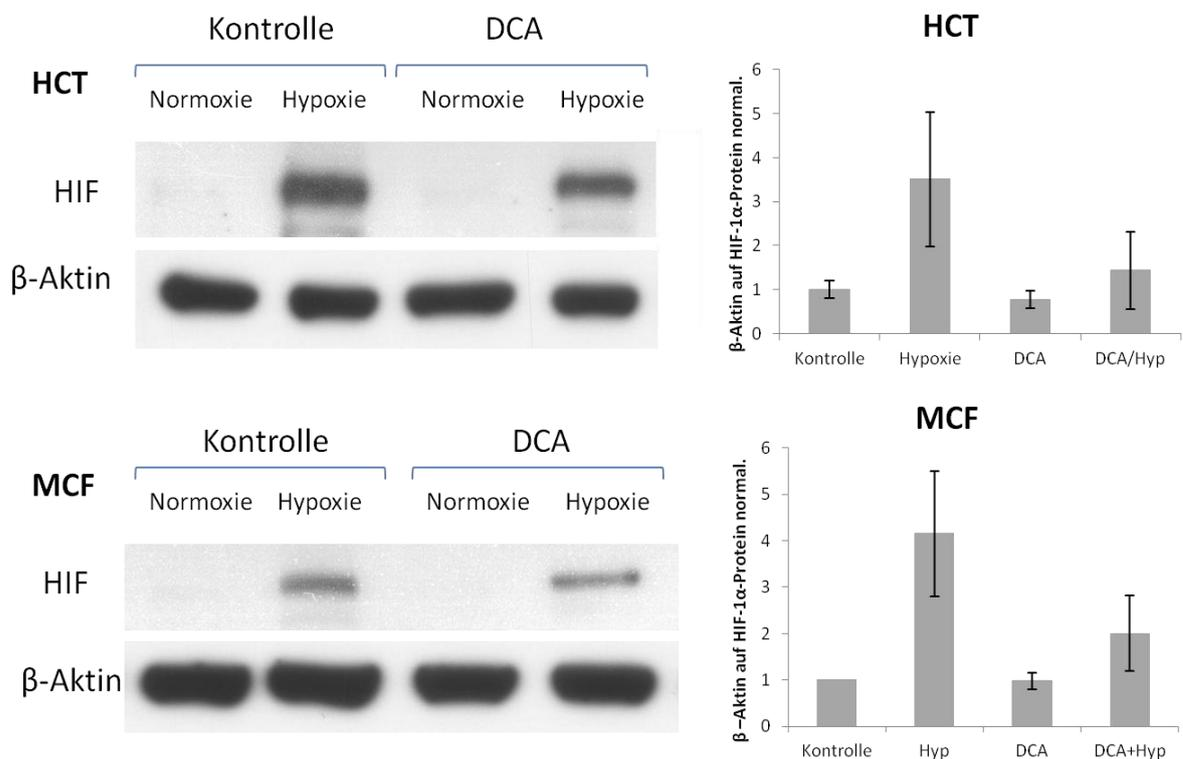 Kontrolle DCA
HCT
Normoxie Hypoxie Normoxie Hypoxie
HIF
β-Aktin
HCT
β-Aktin auf HIF-1α-Protein normal.
6
5
4
3
2
1
0
Kontrolle Hypoxie DCA DCA/Hyp
Kontrolle DCA
MCF
Normoxie Hypoxie Normoxie Hypoxie
HIF
β-Aktin
MCF
β –Aktin auf HIF-1α-Protein normal.
6
5
4
3
2
1
0
Kontrolle Hyp DCA DCA+Hyp